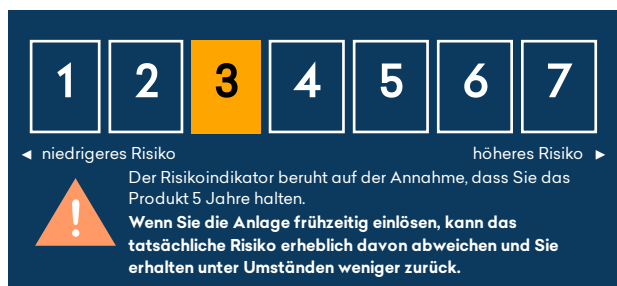 1 2 3 4 5 6 7
◄ niedrigeres Risiko höheres Risiko ►
Der Risikoindikator beruht auf der Annahme, dass Sie das
Produkt 5 Jahre halten.
!
Wenn Sie die Anlage frühzeitig einlösen, kann das
tatsächliche Risiko erheblich davon abweichen und Sie
erhalten unter Umständen weniger zurück.